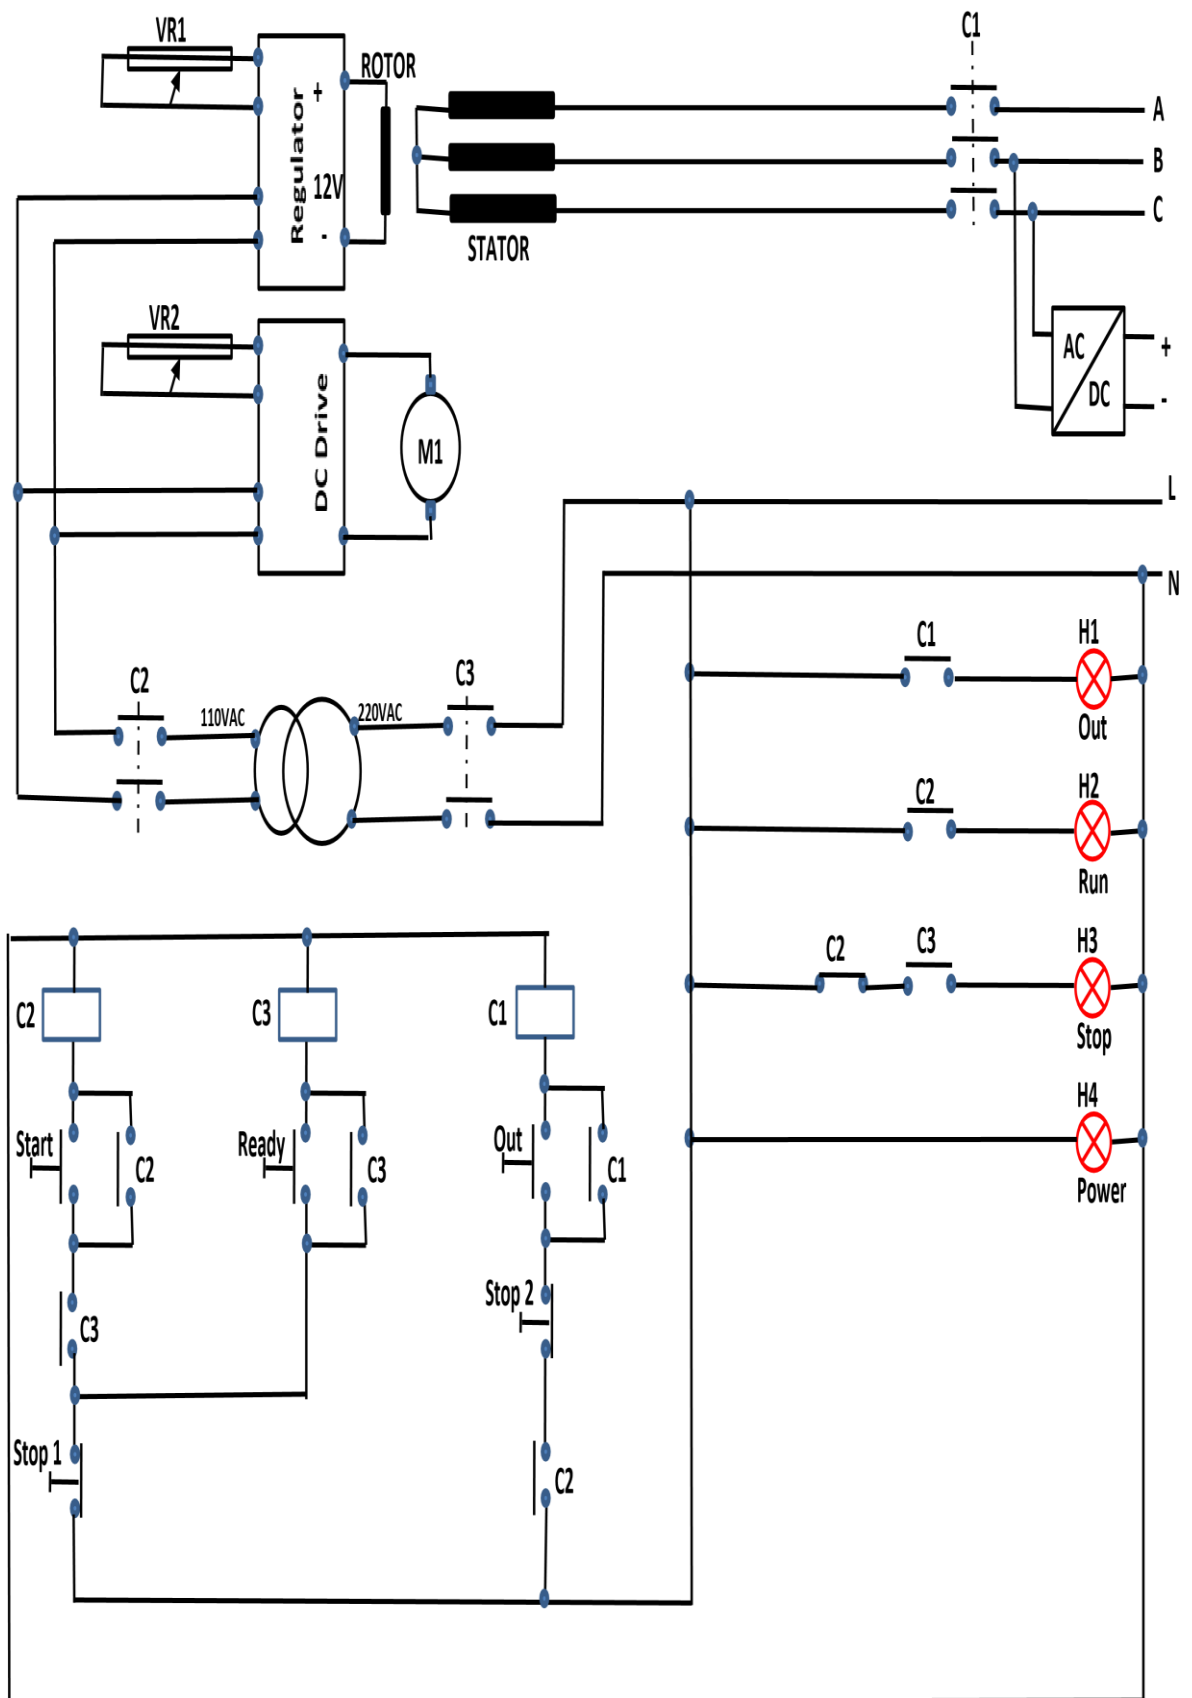 VR1
Regulator
+
12V
-
ROTOR
STATOR
C1
A
B
C
VR2
DC Drive
M1
AC
DC
+
-
L
N
C2
110VAC
220VAC
C3
C1
H1
Out
C2
H2
Run
C2
C3
H3
Stop
H4
Power
C2
C3
C1
Start
C2
Ready
C3
Out
C1
C3
Stop 2
Stop 1
C2